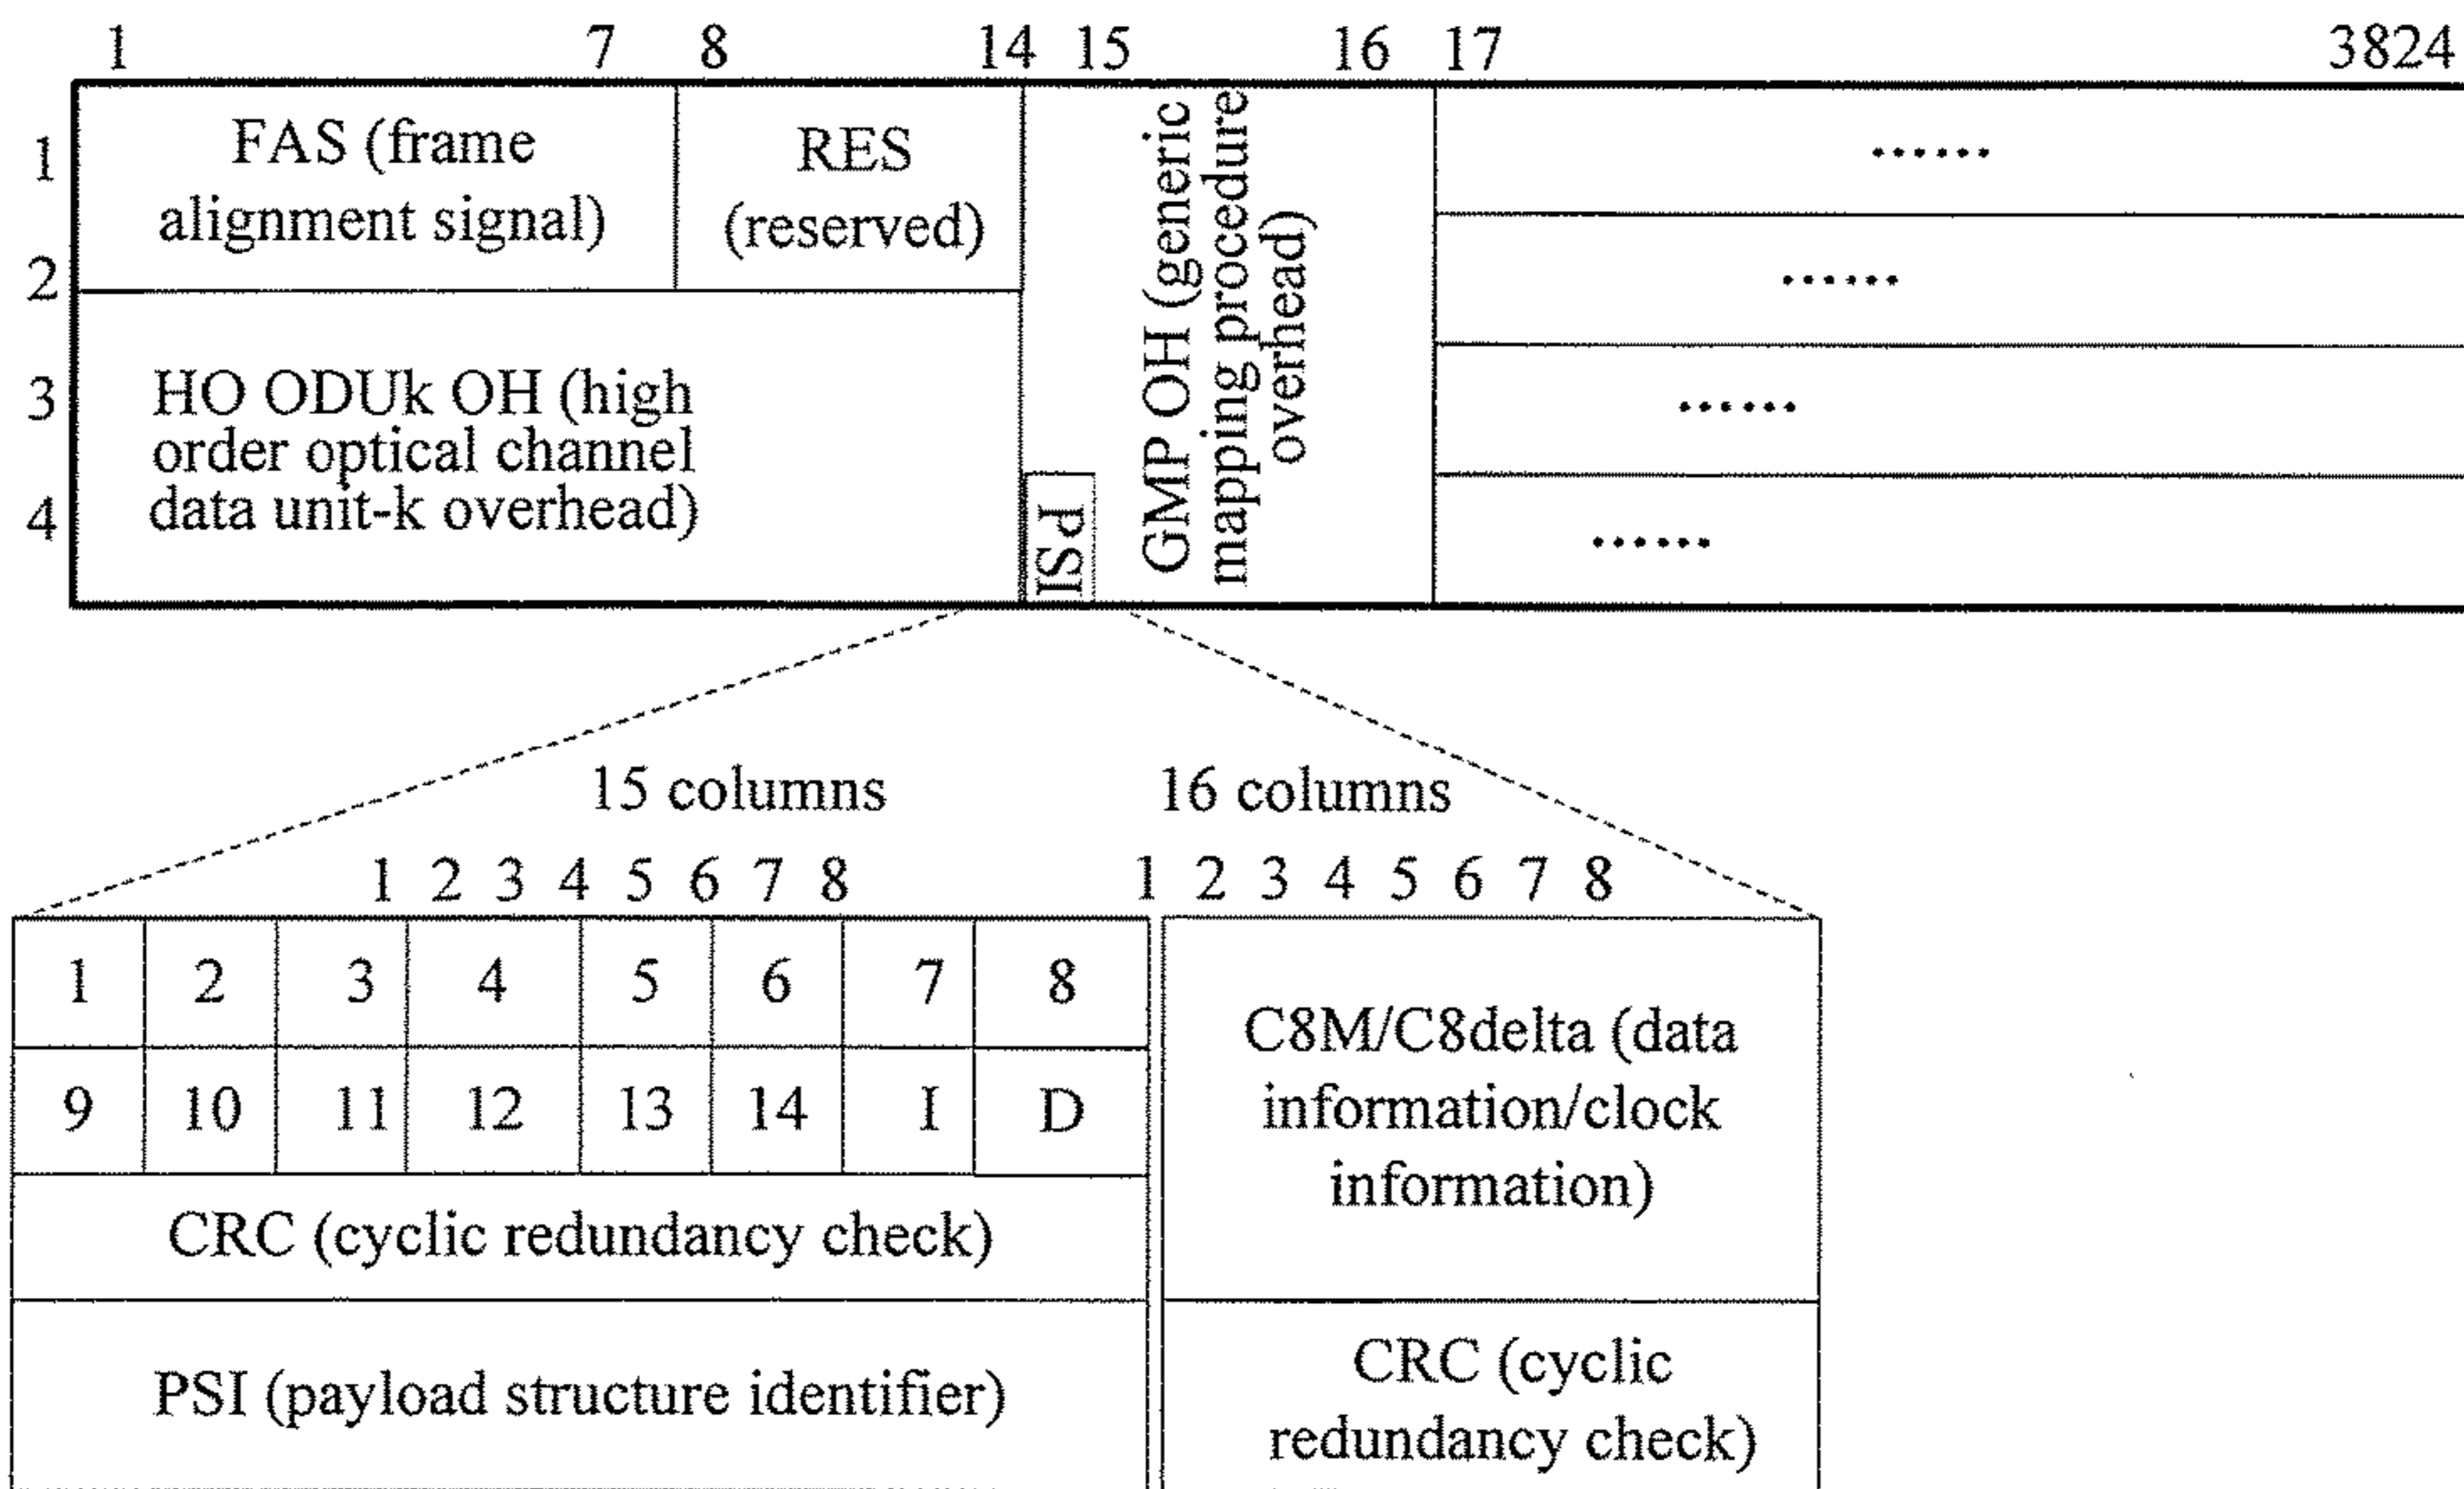 1 7 8 14 15 16 17 3824
1
2
3
4
FAS (frame
alignment signal)
RES
(reserved)
HO ODUk OH (high
order optical channel
data unit-k overhead)
PSI
GMP OH (generic
mapping procedure
overhead)
......
......
......
......
15 columns
16 columns
1 2 3 4 5 6 7 8
1 2 3 4 5 6 7 8
1 2 3 4 5 6 7 8
9 10 11 12 13 14 I D
CRC (cyclic redundancy check)
PSI (payload structure identifier)
C8M/C8delta (data
information/clock
information)
CRC (cyclic
redundancy check)